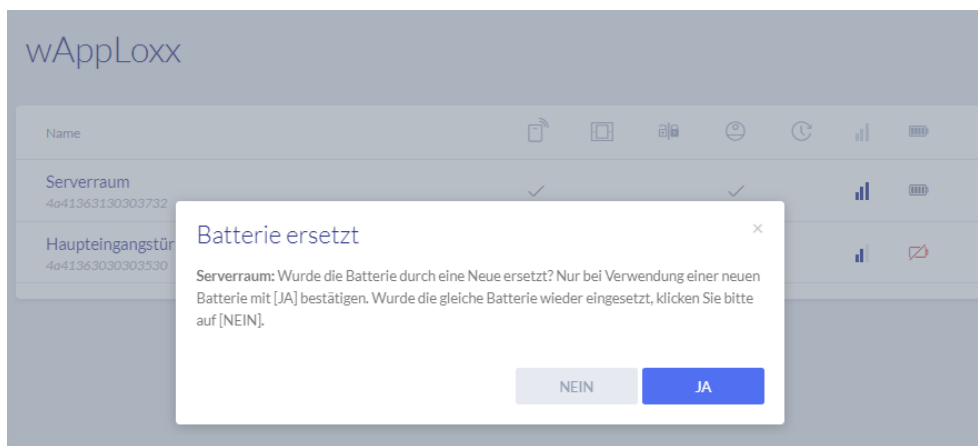 wAppLoxx
Name
Serverraum
4a41363130303732
Haupteingangstür
4a41363030303530
Batterie ersetzt
×
Serverraum: Wurde die Batterie durch eine Neue ersetzt? Nur bei Verwendung einer neuen
Batterie mit [JA] bestätigen. Wurde die gleiche Batterie wieder eingesetzt, klicken Sie bitte
auf [NEIN].
NEIN
JA